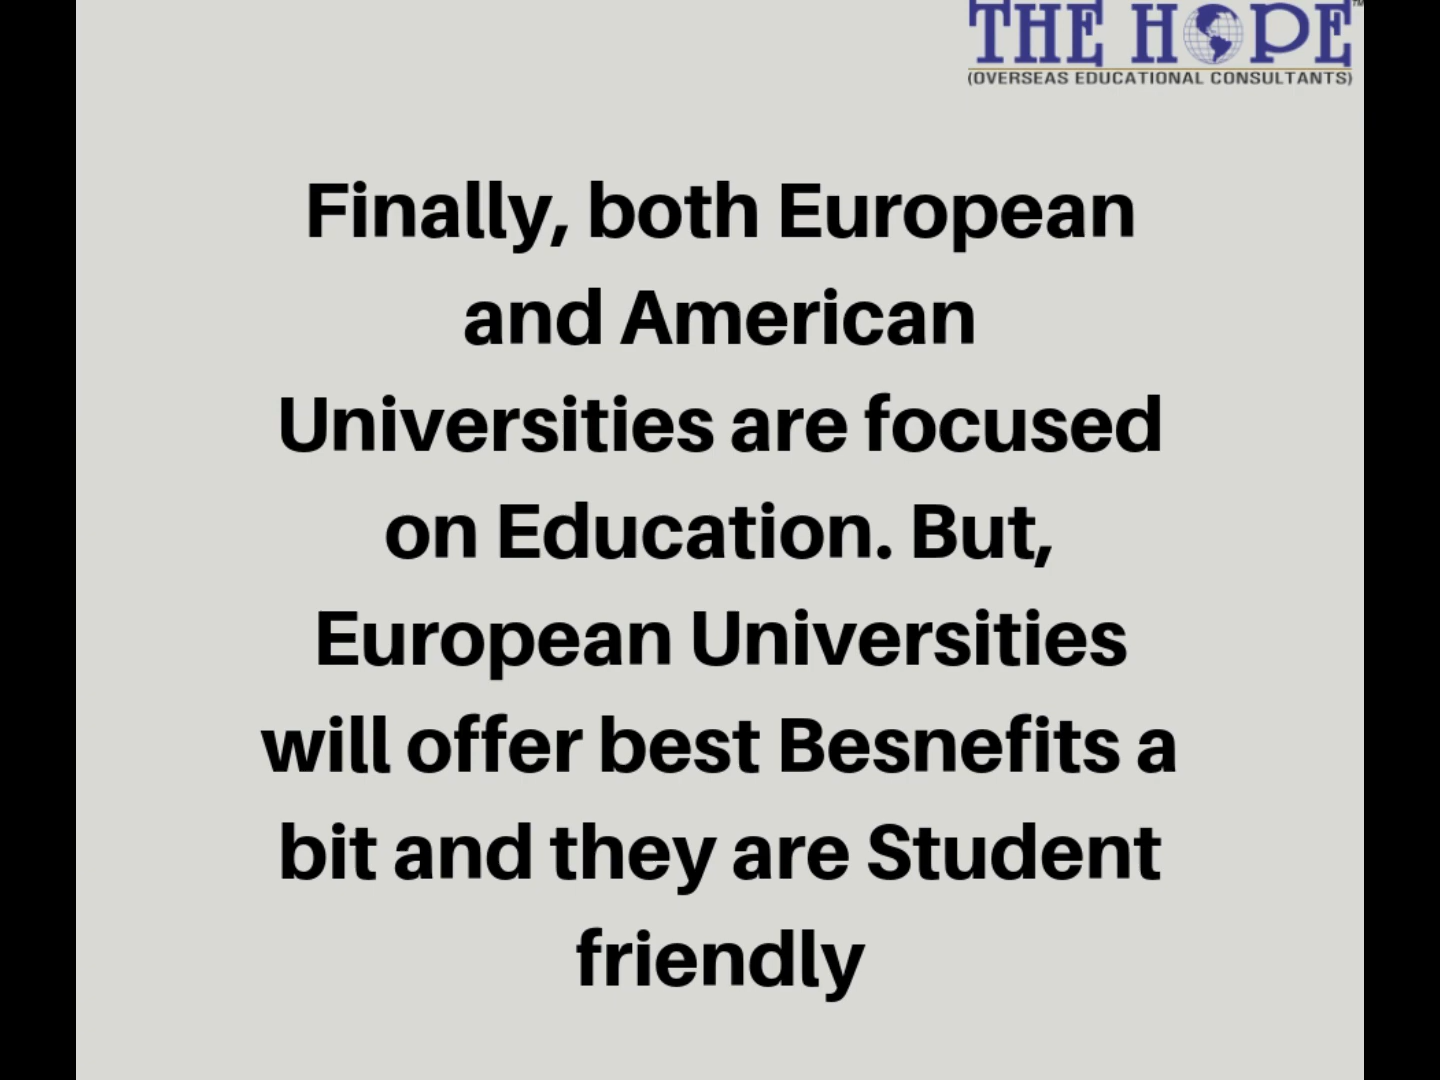 THE HOPE™
(OVERSEAS EDUCATIONAL CONSULTANTS)
Finally, both European
and American
Universities are focused
on Education. But,
European Universities
will offer best Besnefits a
bit and they are Student
friendly